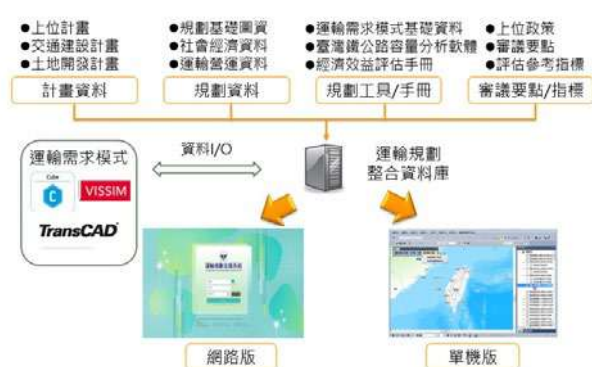 ●上位計畫
●交通建設計畫
●土地開發計畫
計畫資料
●規劃基礎圖資
●社會經濟資料
●運輸營運資料
規劃資料
●運輸需求模式基礎資料
●臺灣鐵公路容量分析軟體
●經濟效益評估手冊
規劃工具/手冊
●上位政策
●審議要點
●評估參考指標
審議要點/指標
運輸需求模式
Cube
VISSIM
TransCAD
資料I/O
運輸規劃
整合資料庫
網路版
單機版